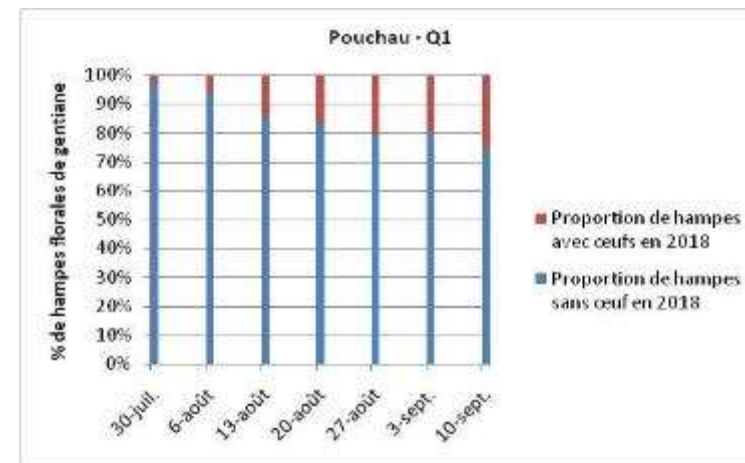 Pouchau - Q1
% de hampes florales de gentiane
100%
90%
80%
70%
60%
50%
40%
30%
20%
10%
0%
30-juil.
6-août
13-août
20-août
27-août
3-sept.
10-sept.
Proportion de hampes
avec œufs en 2018
Proportion de hampes
sans œuf en 2018